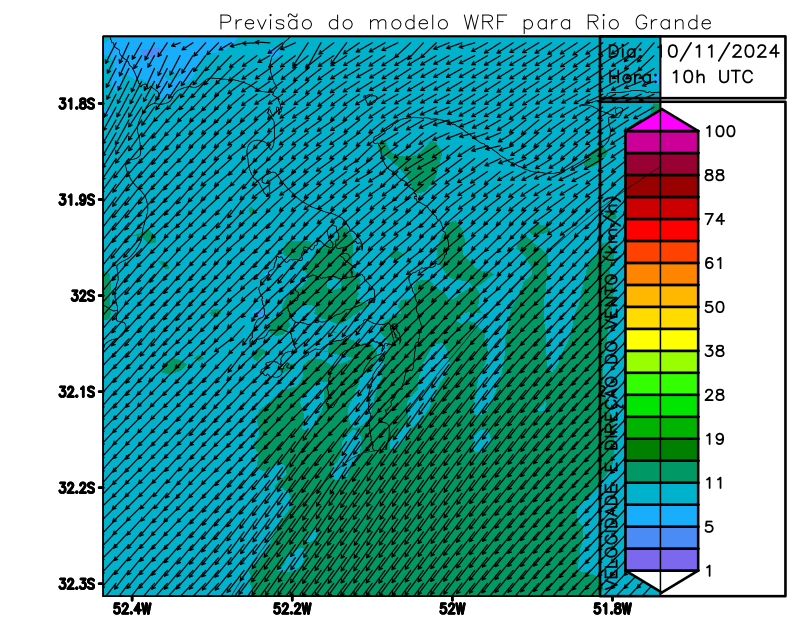 Previsão do modelo WRF para Rio Grande
Dia: 10/11/2024
Hora: 10h UTC
31.8S
31.9S
32S
32.1S
32.2S
32.3S
52.4W
52.2W
52W
51.8W
VELOCIDADE E DIREÇÃO DO VENTO (km/h)
100
88
74
61
50
38
28
19
11
5
1